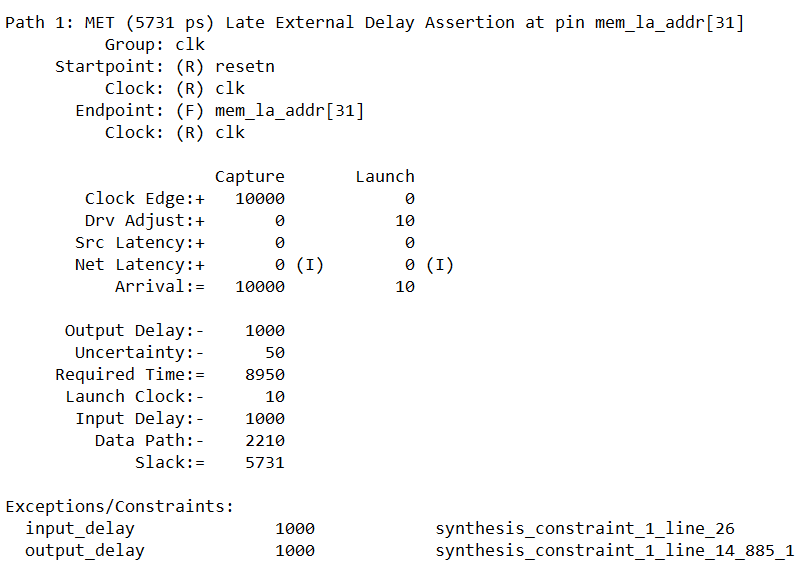 Path 1: MET (5731 ps) Late External Delay Assertion at pin mem_la_addr[31]
Group: clk
Startpoint: (R) resetn
Clock: (R) clk
Endpoint: (F) mem_la_addr[31]
Clock: (R) clk
Capture Launch
Clock Edge:+ 10000 0
Drv Adjust:+ 0 10
Src Latency:+ 0 0
Net Latency:+ 0 (I) 0 (I)
Arrival:= 10000 10
Output Delay:- 1000
Uncertainty:- 50
Required Time:= 8950
Launch Clock:- 10
Input Delay:- 1000
Data Path:- 2210
Slack:= 5731
Exceptions/Constraints:
input_delay 1000 synthesis_constraint_1_line_26
output_delay 1000 synthesis_constraint_1_line_14_885_1